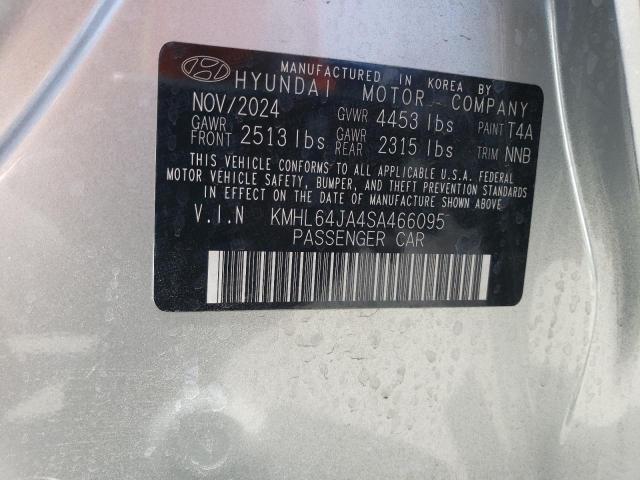 MANUFACTURED IN KOREA BY
HYUNDAI MOTOR COMPANY
NOV/2024 GVWR 4453 lbs PAINT T4A
GAWR FRONT 2513 lbs GAWR REAR 2315 lbs TRIM NNB
THIS VEHICLE CONFORMS TO ALL APPLICABLE U.S.A. FEDERAL
MOTOR VEHICLE SAFETY, BUMPER, AND THEFT PREVENTION
STANDARDS IN EFFECT ON THE DATE OF MANUFACTURE SHOWN ABOVE
V.I.N KMHL64JA4SA466095
PASSENGER CAR